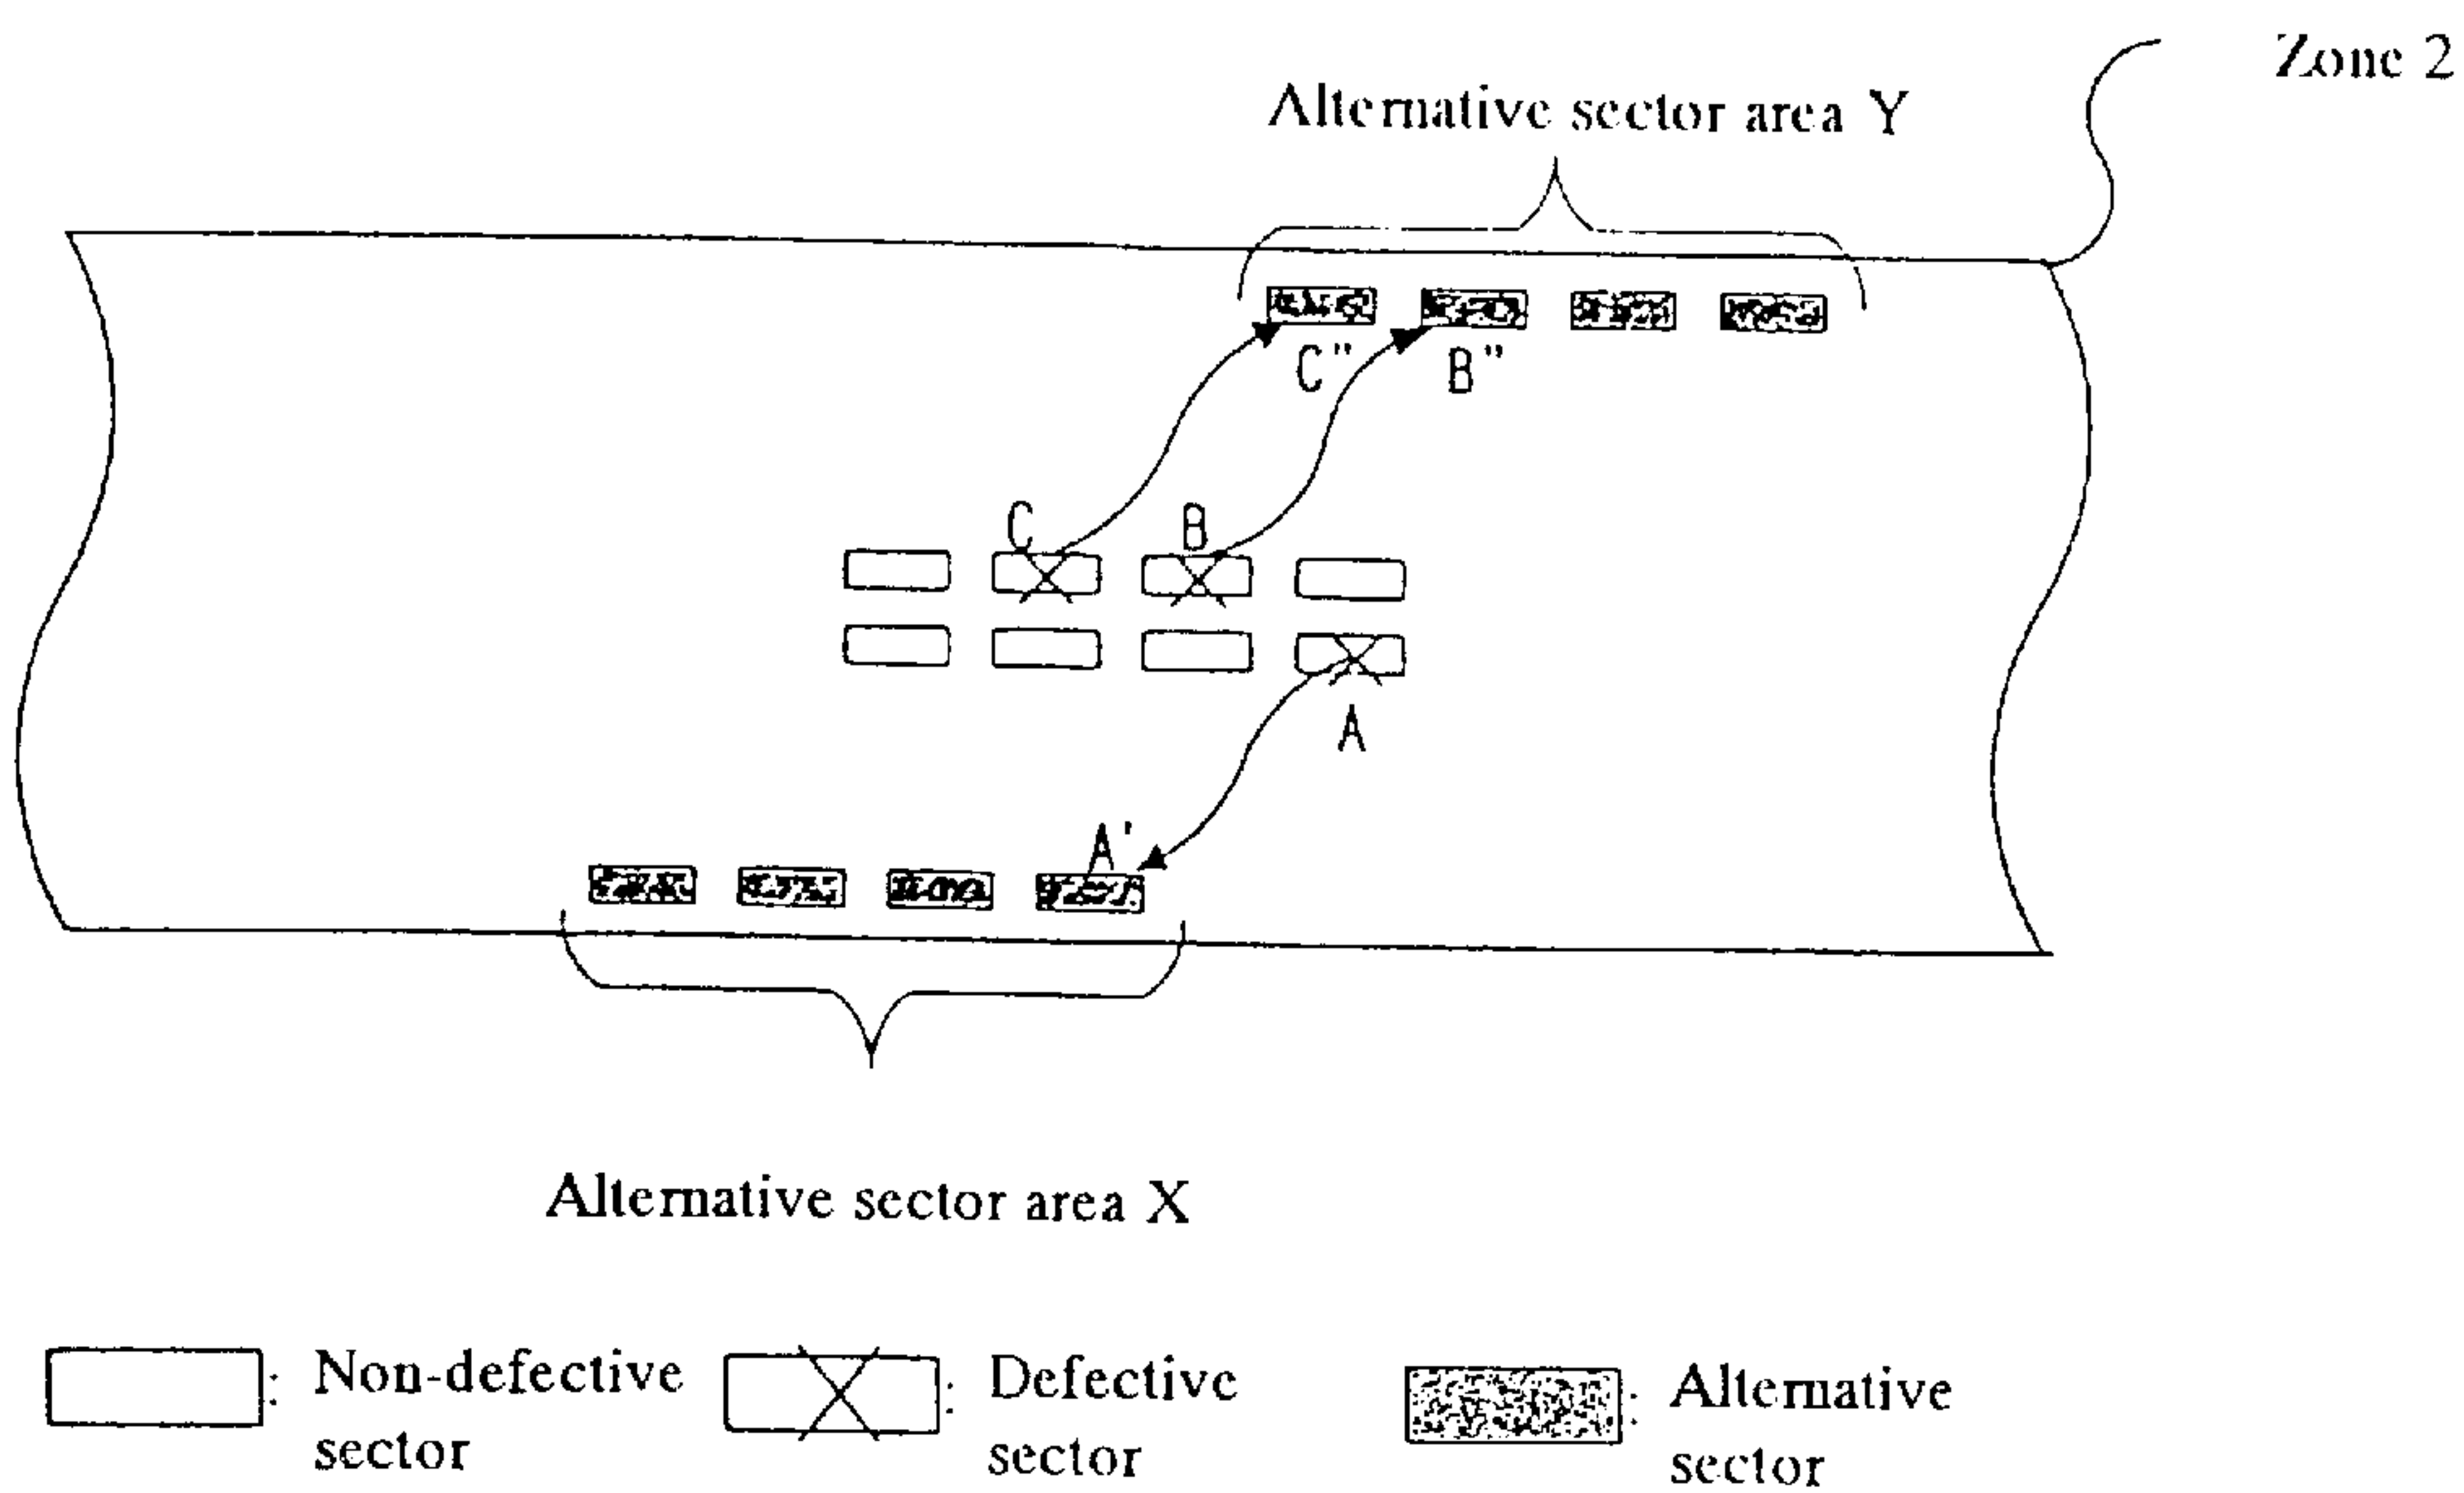 Zone 2
Alternative sector area Y
C" B"
C B
A
A'
Alternative sector area X
Non-defective
sector
: Defective
sector
: Alternative
sector